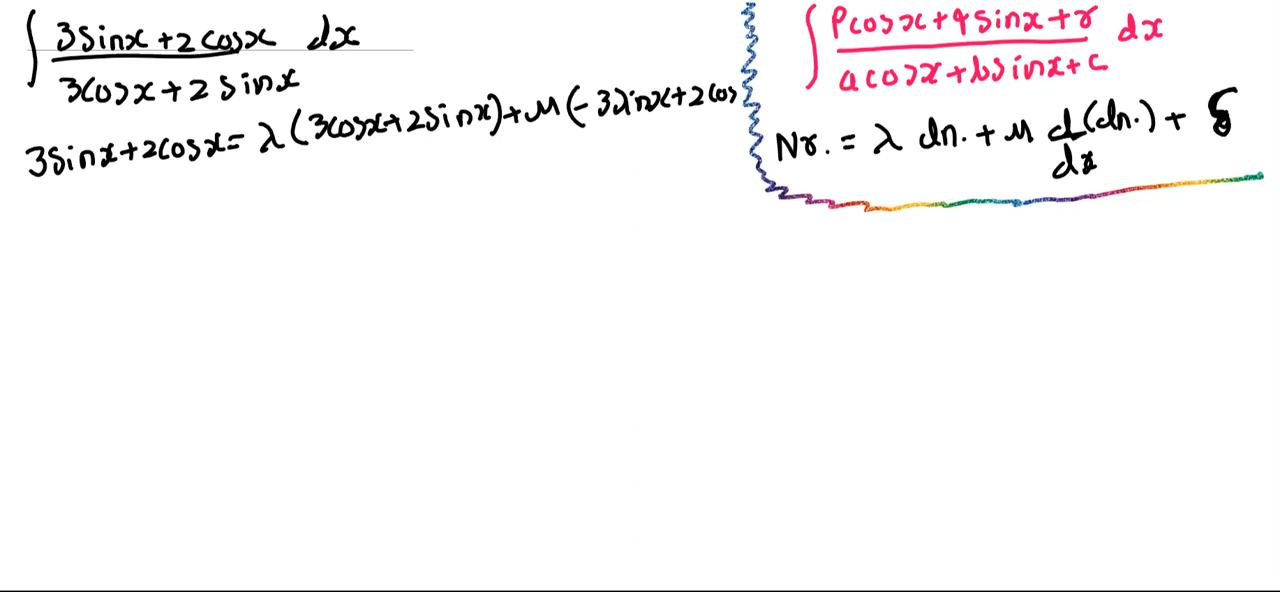 ∫ (3sinx + 2cosx)/(3cosx + 2sinx) dx
3sinx + 2cosx = λ(3cosx + 2sinx) + μ(-3sinx + 2cos
∫ (Pcosx + qsinx + r)/(acosx + bsinx + c) dx
Nr. = λ dn. + μ d/dx (dn.) + δ